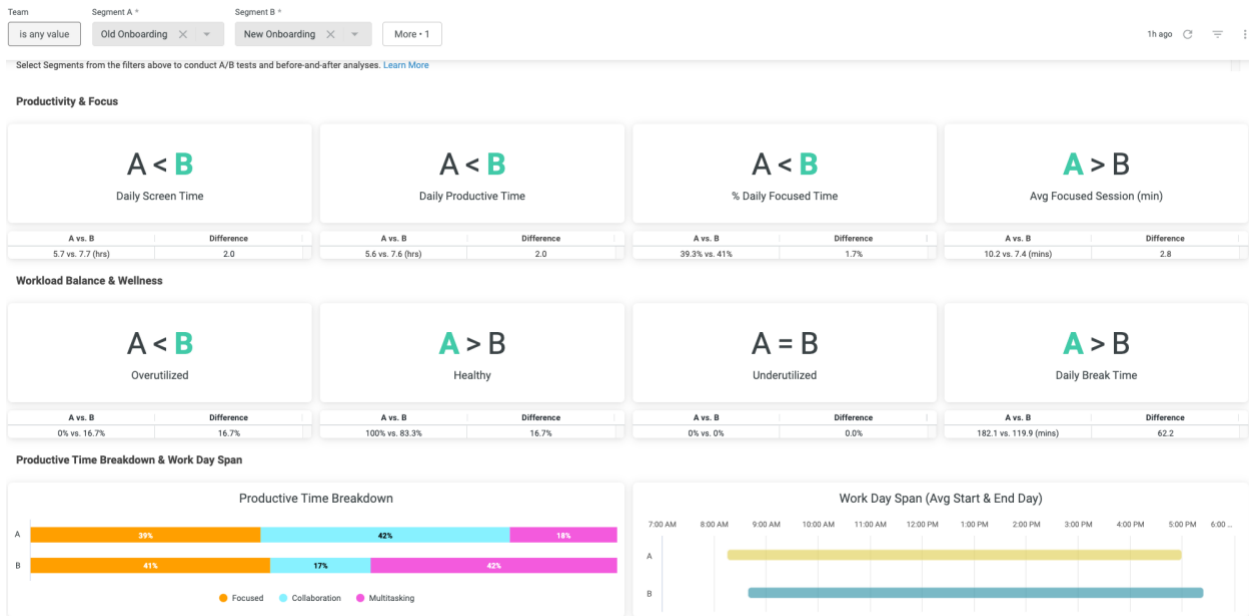 Team
Segment A *
Segment B *
is any value
Old Onboarding
New Onboarding
More • 1
1h ago
Select Segments from the filters above to conduct A/B tests and before-and-after analyses. Learn More
Productivity & Focus
A < B
Daily Screen Time
A vs. B
Difference
5.7 vs. 7.7 (hrs)
2.0
A < B
Daily Productive Time
A vs. B
Difference
5.6 vs. 7.6 (hrs)
2.0
A < B
% Daily Focused Time
A vs. B
Difference
39.3% vs. 41%
1.7%
A > B
Avg Focused Session (min)
A vs. B
Difference
10.2 vs. 7.4 (mins)
2.8
Workload Balance & Wellness
A < B
Overutilized
A vs. B
Difference
0% vs. 16.7%
16.7%
A > B
Healthy
A vs. B
Difference
100% vs. 83.3%
16.7%
A = B
Underutilized
A vs. B
Difference
0% vs. 0%
0.0%
A > B
Daily Break Time
A vs. B
Difference
182.1 vs. 119.9 (mins)
62.2
Productive Time Breakdown & Work Day Span
Productive Time Breakdown
A
39%
42%
18%
B
41%
17%
42%
Focused
Collaboration
Multitasking
Work Day Span (Avg Start & End Day)
7:00 AM
8:00 AM
9:00 AM
10:00 AM
11:00 AM
12:00 PM
1:00 PM
2:00 PM
3:00 PM
4:00 PM
5:00 PM
6:00 ...
A
B